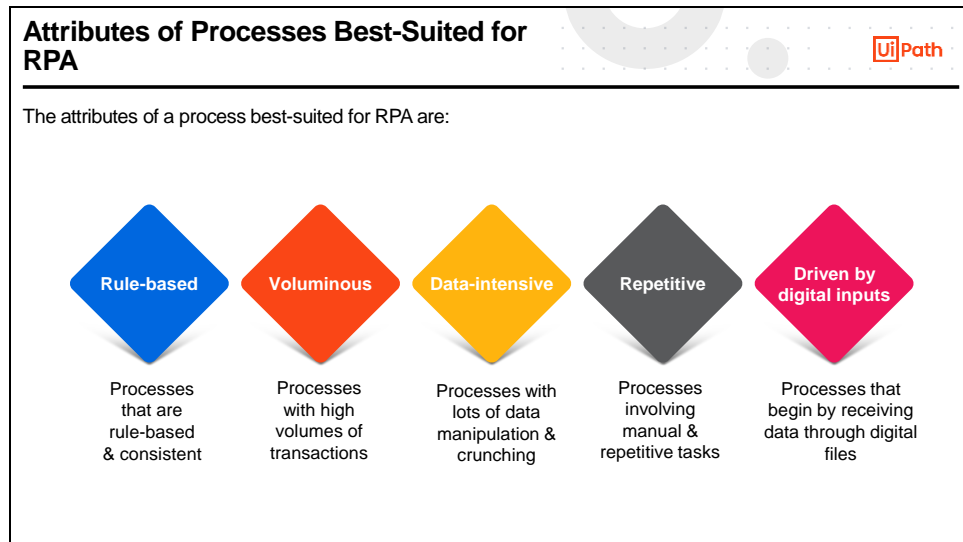 Attributes of Processes Best-Suited for
RPA
UiPath
The attributes of a process best-suited for RPA are:
Rule-based
Voluminous
Data-intensive
Repetitive
Driven by
digital inputs
Processes
that are
rule-based
& consistent
Processes
with high
volumes of
transactions
Processes with
lots of data
manipulation &
crunching
Processes
involving
manual &
repetitive tasks
Processes that
begin by receiving
data through digital
files